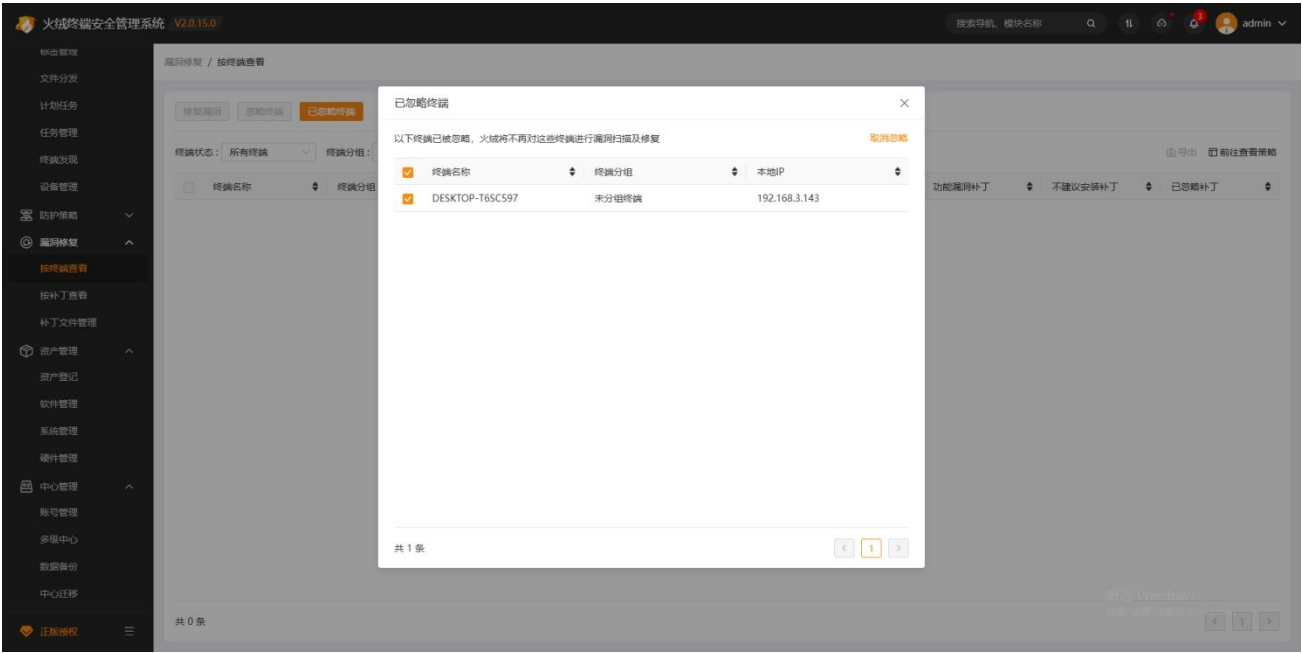 火绒终端安全管理系统 V2.0.15.0
搜索导航、模块名称
3
admin
标签管理
文件分发
计划任务
任务管理
终端发现
设备管理
防护策略
漏洞修复
按终端查看
按补丁查看
补丁文件管理
资产管理
资产登记
软件管理
系统管理
硬件管理
中心管理
账号管理
多级中心
数据备份
中心迁移
正版授权
漏洞修复 / 按终端查看
修复漏洞 忽略终端 已忽略终端
终端状态: 所有终端 终端分组:
导出 前往查看策略
终端名称 终端分组 功能漏洞补丁 不建议安装补丁 已忽略补丁
已忽略终端
以下终端已被忽略，火绒将不再对这些终端进行漏洞扫描及修复 取消忽略
终端名称 终端分组 本地IP
DESKTOP-T6SC597 未分组终端 192.168.3.143
共 1 条 < 1 >
激活 Windows
共 0 条 < 1 >